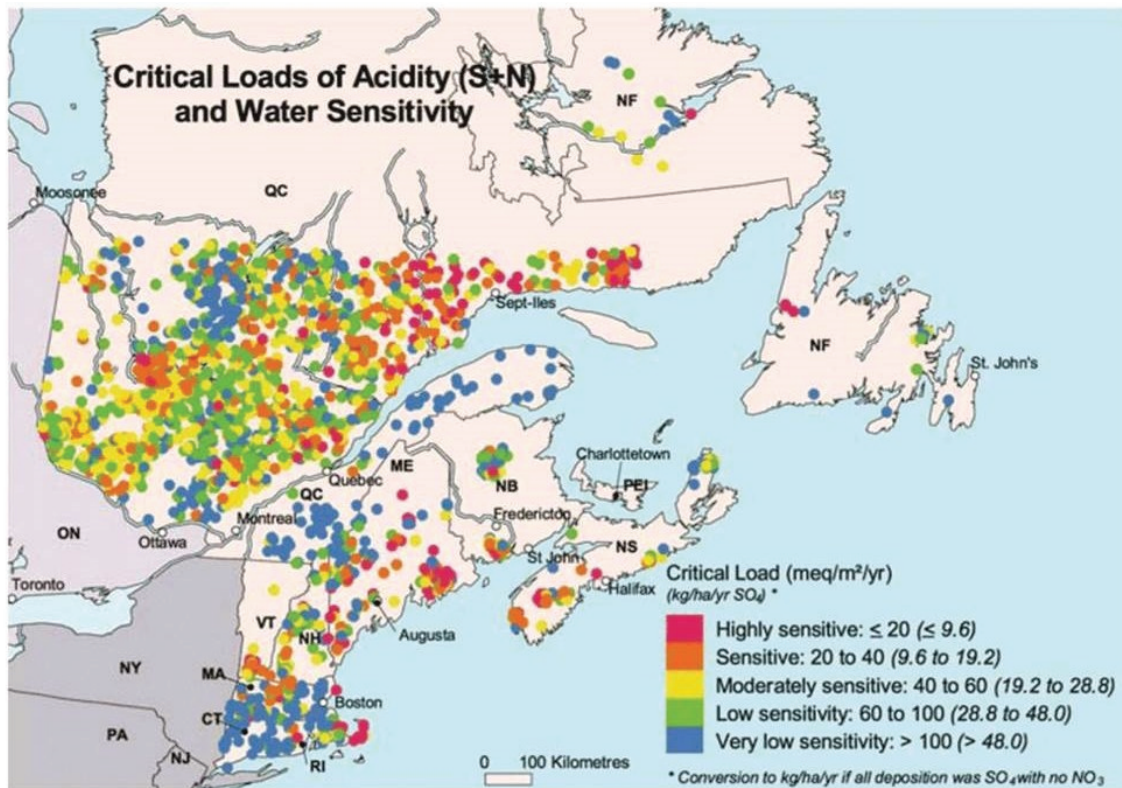 Critical Loads of Acidity (S+N)
and Water Sensitivity
NF
Moosonee
QC
Sept-Iles
NF
St. John's
Charlottetown
PEI
ME
NB
Quebec
QC
Fredericton
Montreal
ON
Ottawa
St John
NS
Toronto
Halifax
VT
NH
Augusta
NY
MA
Boston
CT
PA
NJ
RI
Critical Load (meq/m²/yr)
(kg/ha/yr SO₄) *
Highly sensitive: ≤ 20 (≤ 9.6)
Sensitive: 20 to 40 (9.6 to 19.2)
Moderately sensitive: 40 to 60 (19.2 to 28.8)
Low sensitivity: 60 to 100 (28.8 to 48.0)
Very low sensitivity: > 100 (> 48.0)
0 100 Kilometres
* Conversion to kg/ha/yr if all deposition was SO₄ with no NO₃